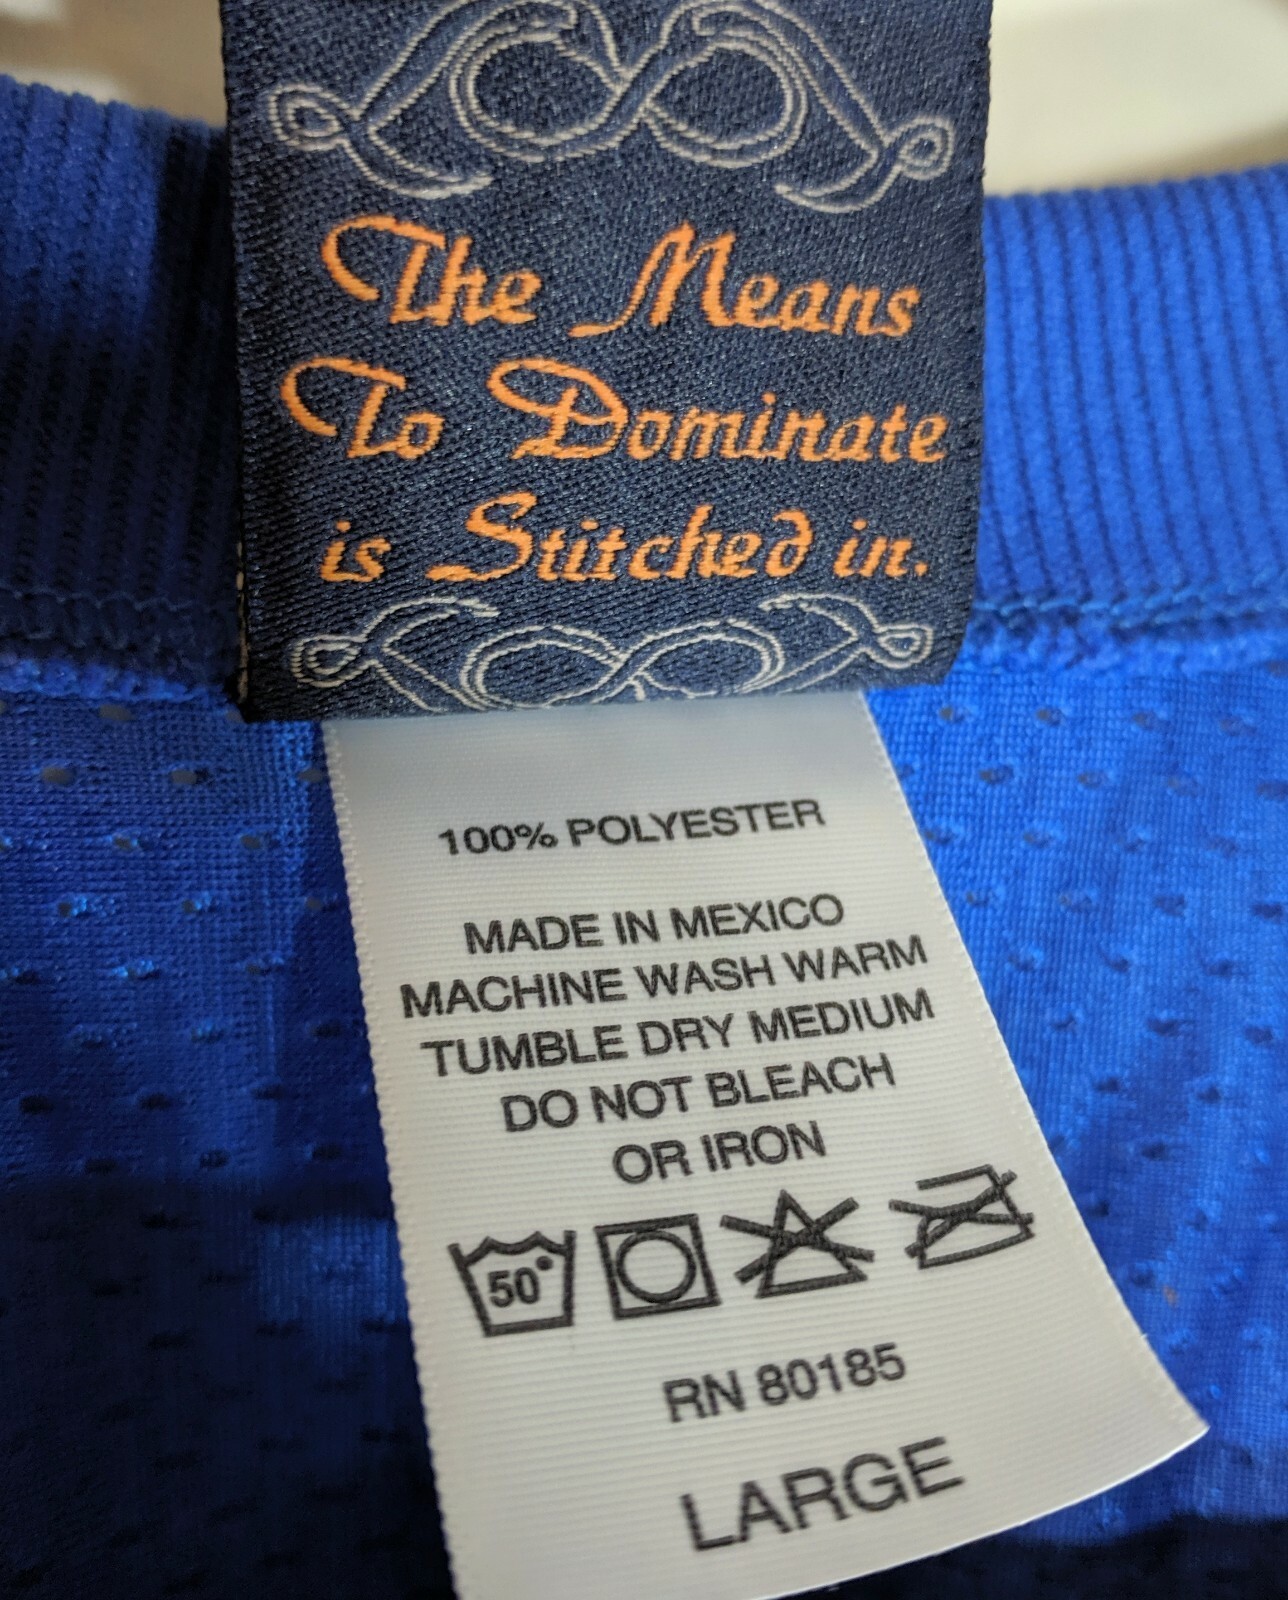 The Means
To Dominate
is Stitched in.
100% POLYESTER
MADE IN MEXICO
MACHINE WASH WARM
TUMBLE DRY MEDIUM
DO NOT BLEACH
OR IRON
50°
RN 80185
LARGE